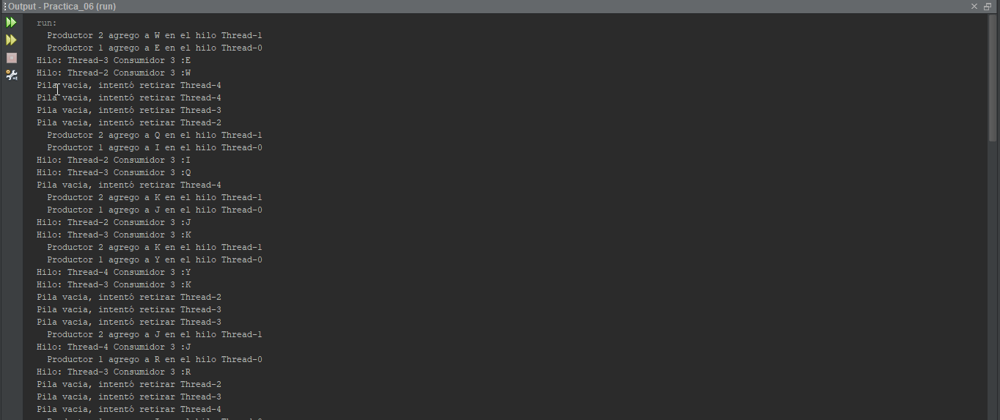 Output - Practica_06 (run)
run:
Productor 2 agrego a W en el hilo Thread-1
Productor 1 agrego a E en el hilo Thread-0
Hilo: Thread-3 Consumidor 3 :E
Hilo: Thread-2 Consumidor 3 :W
Pila vacia, intentó retirar Thread-4
Pila vacia, intentó retirar Thread-4
Pila vacia, intentó retirar Thread-3
Pila vacia, intentó retirar Thread-2
Productor 2 agrego a Q en el hilo Thread-1
Productor 1 agrego a I en el hilo Thread-0
Hilo: Thread-2 Consumidor 3 :I
Hilo: Thread-3 Consumidor 3 :Q
Pila vacia, intentó retirar Thread-4
Productor 2 agrego a K en el hilo Thread-1
Productor 1 agrego a J en el hilo Thread-0
Hilo: Thread-2 Consumidor 3 :J
Hilo: Thread-3 Consumidor 3 :K
Productor 2 agrego a K en el hilo Thread-1
Productor 1 agrego a Y en el hilo Thread-0
Hilo: Thread-4 Consumidor 3 :Y
Hilo: Thread-3 Consumidor 3 :K
Pila vacia, intentó retirar Thread-2
Pila vacia, intentó retirar Thread-3
Pila vacia, intentó retirar Thread-3
Productor 2 agrego a J en el hilo Thread-1
Hilo: Thread-4 Consumidor 3 :J
Productor 1 agrego a R en el hilo Thread-0
Hilo: Thread-3 Consumidor 3 :R
Pila vacia, intentó retirar Thread-2
Pila vacia, intentó retirar Thread-3
Pila vacia, intentó retirar Thread-4